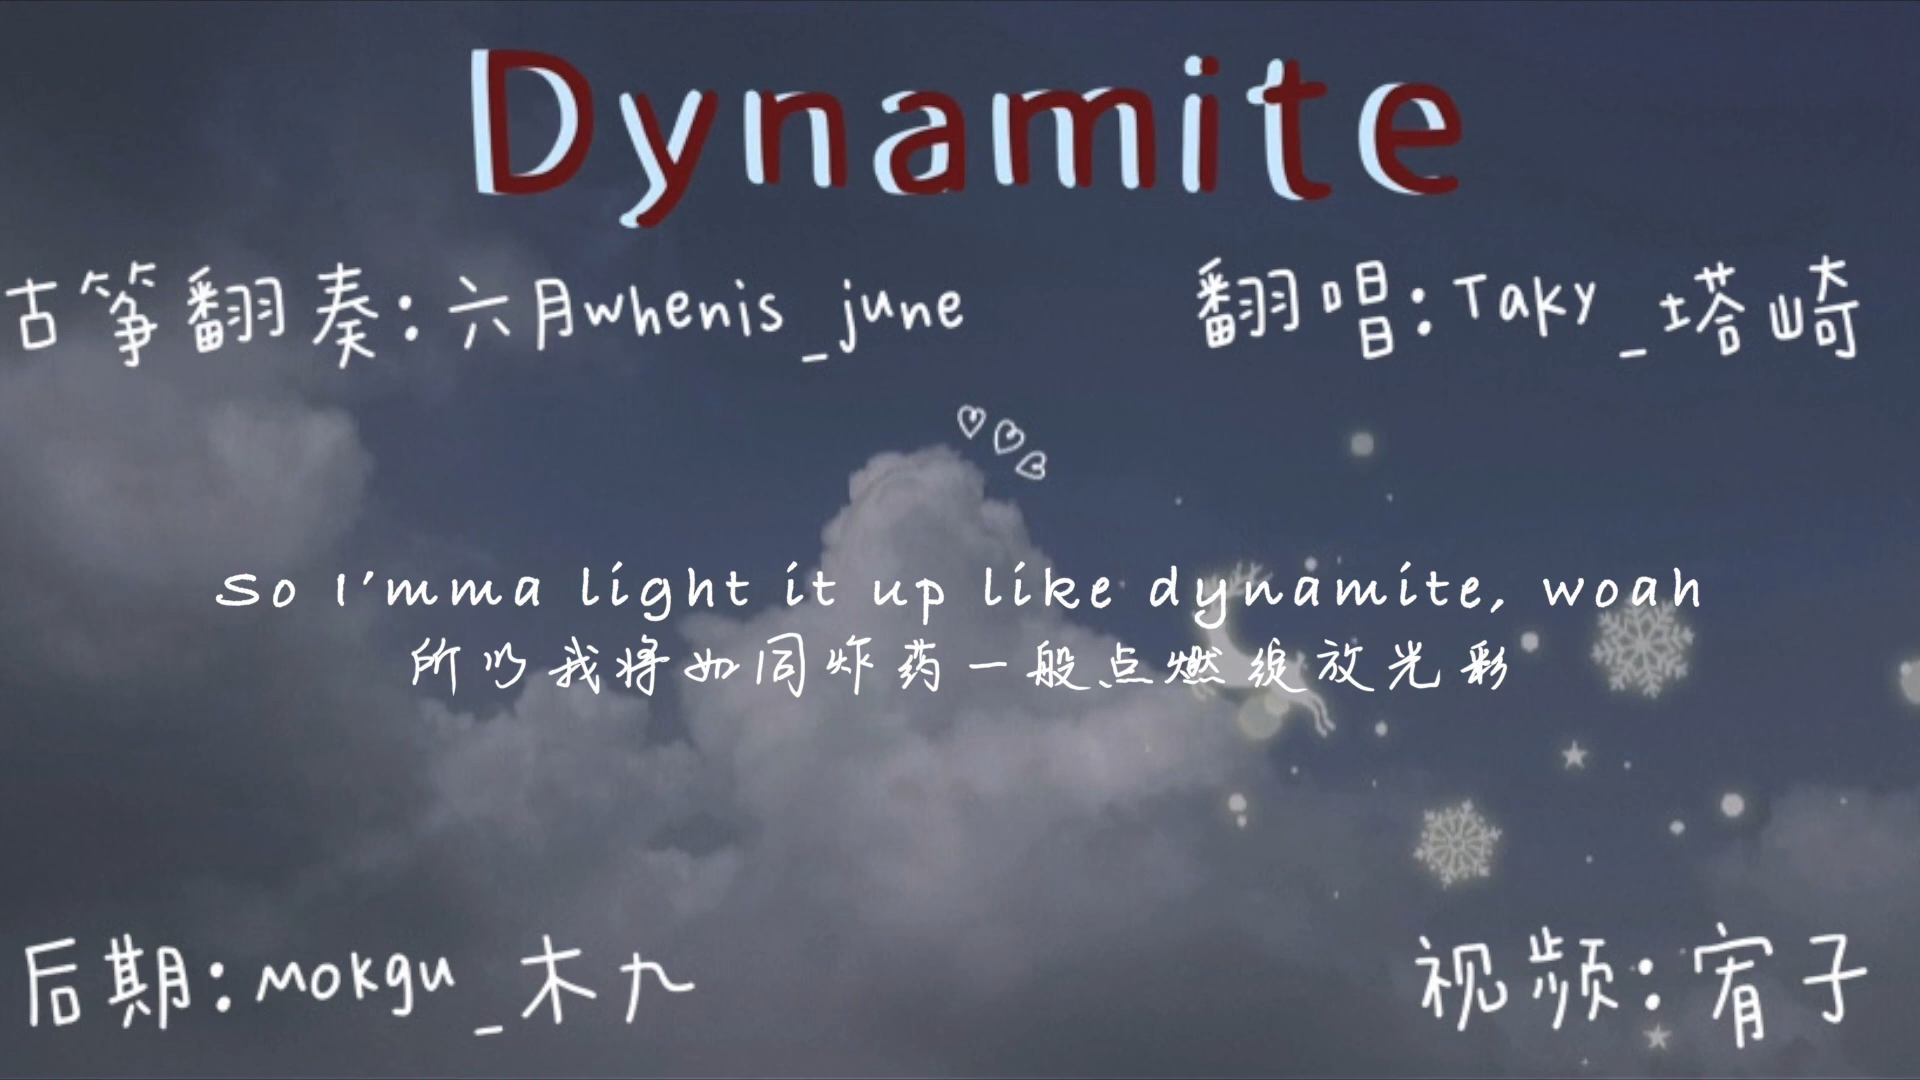 Dynamite
古筝翻奏:六月whenis_june
翻唱:Taky_塔崎
So I'mma light it up like dynamite, woah
所以我将如同炸药一般点燃绽放光彩
后期:mokgu_木九
视频:宥子